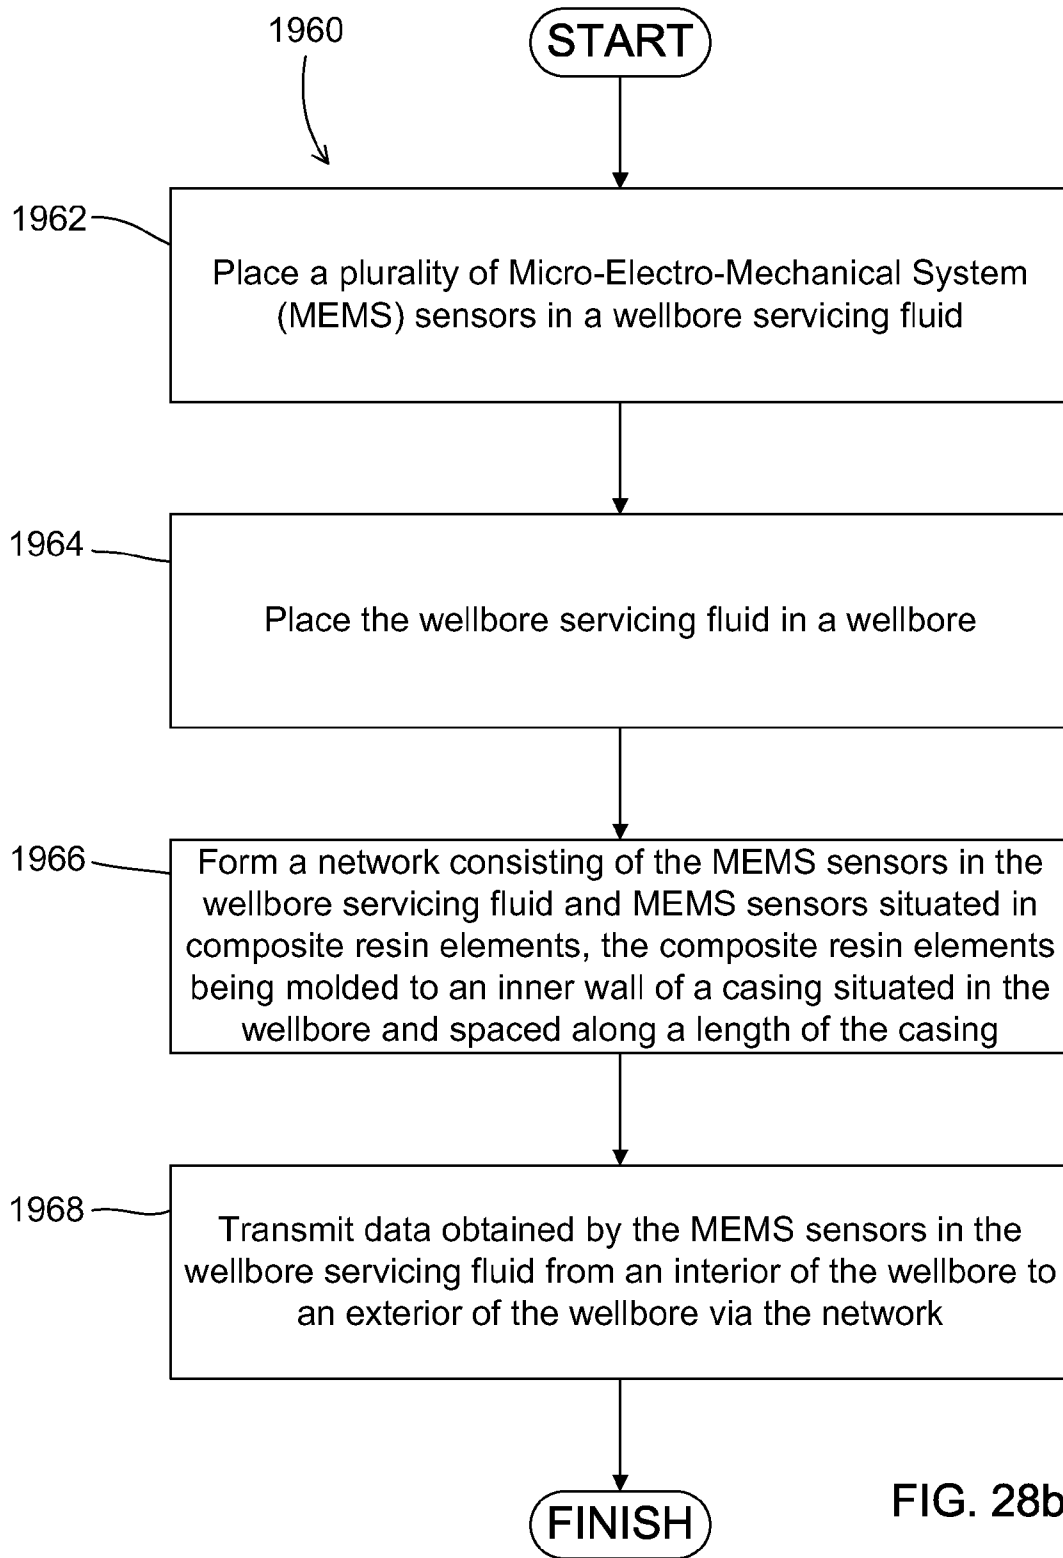 1960
START
1962
Place a plurality of Micro-Electro-Mechanical System
(MEMS) sensors in a wellbore servicing fluid
1964
Place the wellbore servicing fluid in a wellbore
1966
Form a network consisting of the MEMS sensors in the
wellbore servicing fluid and MEMS sensors situated in
composite resin elements, the composite resin elements
being molded to an inner wall of a casing situated in the
wellbore and spaced along a length of the casing
1968
Transmit data obtained by the MEMS sensors in the
wellbore servicing fluid from an interior of the wellbore to
an exterior of the wellbore via the network
FINISH
FIG. 28b